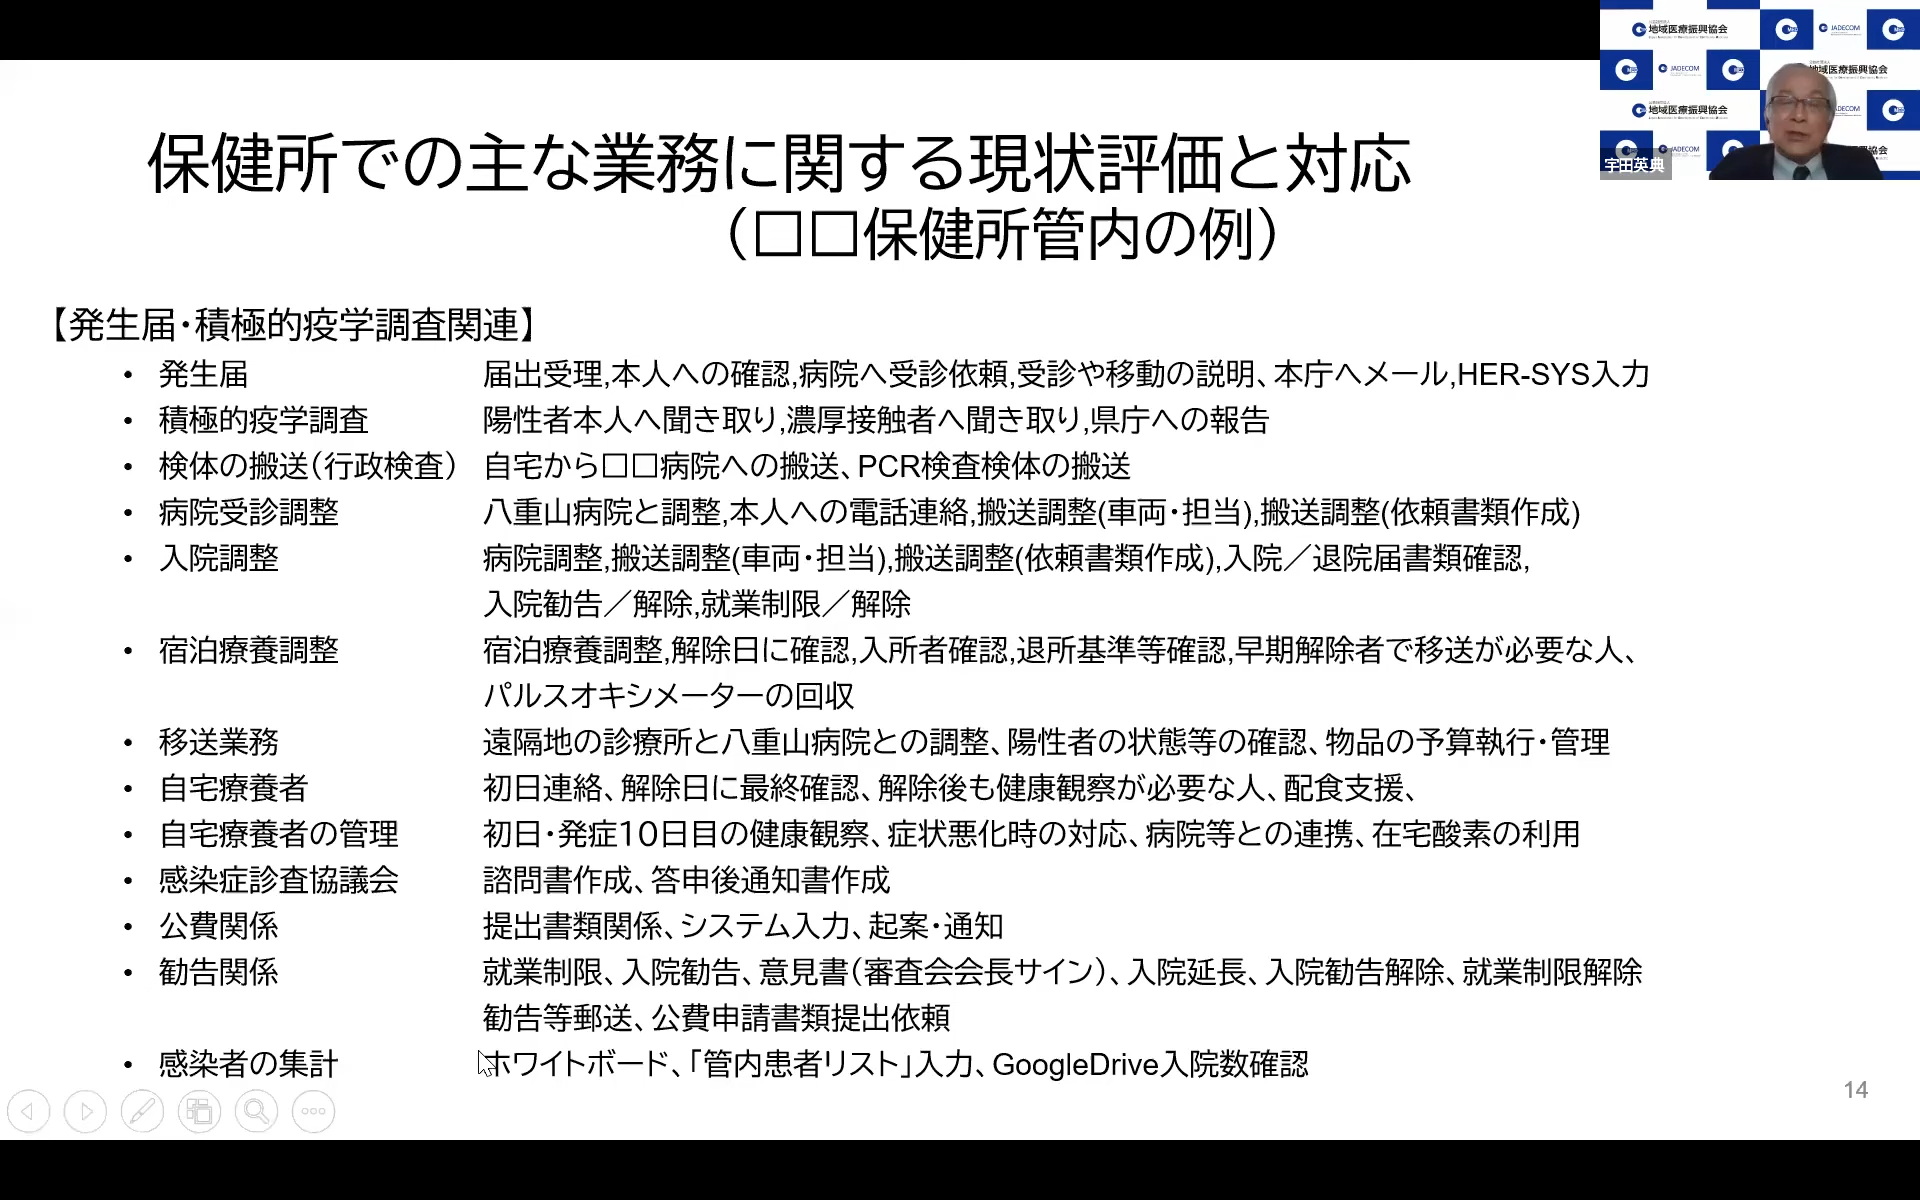 地域医療振興協会
JADECOM
JADECOM
地域医療振興協会
地域医療振興協会
JADECOM
宇田英典
保健所での主な業務に関する現状評価と対応
（□□保健所管内の例）
【発生届・積極的疫学調査関連】
• 発生届 届出受理,本人への確認,病院へ受診依頼,受診や移動の説明、本庁へメール,HER-SYS入力
• 積極的疫学調査 陽性者本人へ聞き取り,濃厚接触者へ聞き取り,県庁への報告
• 検体の搬送（行政検査） 自宅から□□病院への搬送、PCR検査検体の搬送
• 病院受診調整 八重山病院と調整,本人への電話連絡,搬送調整(車両・担当),搬送調整(依頼書類作成)
• 入院調整 病院調整,搬送調整(車両・担当),搬送調整(依頼書類作成),入院／退院届書類確認,
入院勧告／解除,就業制限／解除
• 宿泊療養調整 宿泊療養調整,解除日に確認,入所者確認,退所基準等確認,早期解除者で移送が必要な人、
パルスオキシメーターの回収
• 移送業務 遠隔地の診療所と八重山病院との調整、陽性者の状態等の確認、物品の予算執行・管理
• 自宅療養者 初日連絡、解除日に最終確認、解除後も健康観察が必要な人、配食支援、
• 自宅療養者の管理 初日・発症10日目の健康観察、症状悪化時の対応、病院等との連携、在宅酸素の利用
• 感染症診査協議会 諮問書作成、答申後通知書作成
• 公費関係 提出書類関係、システム入力、起案・通知
• 勧告関係 就業制限、入院勧告、意見書（審査会会長サイン）、入院延長、入院勧告解除、就業制限解除
勧告等郵送、公費申請書類提出依頼
• 感染者の集計 ホワイトボード、「管内患者リスト」入力、GoogleDrive入院数確認
14